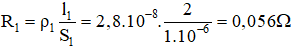 R₁ = ρ₁ l₁/S₁ = 2,8.10⁻⁸. 2/1.10⁻⁶ = 0,056Ω